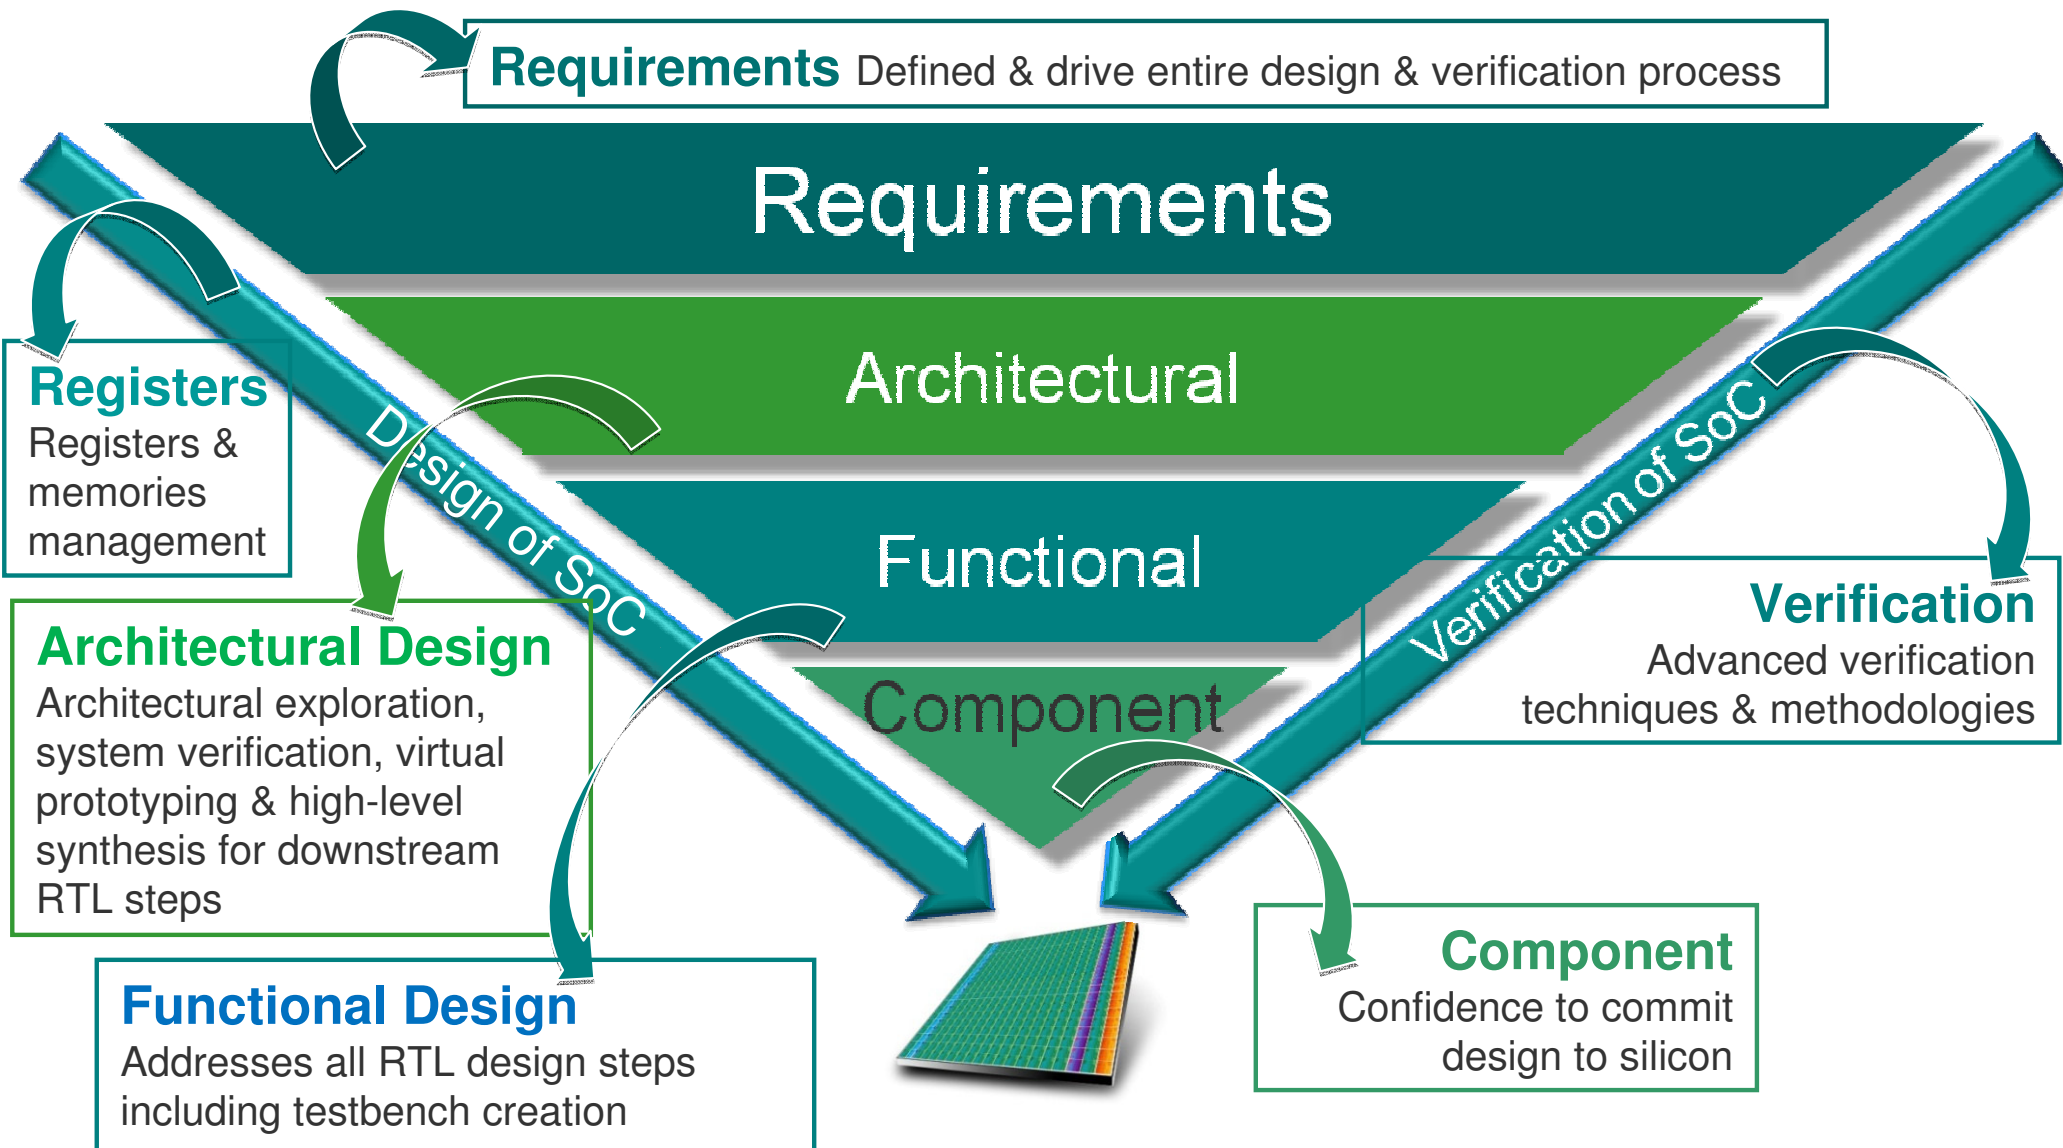 Requirements Defined & drive entire design & verification process
Requirements
Architectural
Functional
Component
Design of SoC
Verification of SoC
Registers
Registers &
memories
management
Architectural Design
Architectural exploration,
system verification, virtual
prototyping & high-level
synthesis for downstream
RTL steps
Functional Design
Addresses all RTL design steps
including testbench creation
Verification
Advanced verification
techniques & methodologies
Component
Confidence to commit
design to silicon